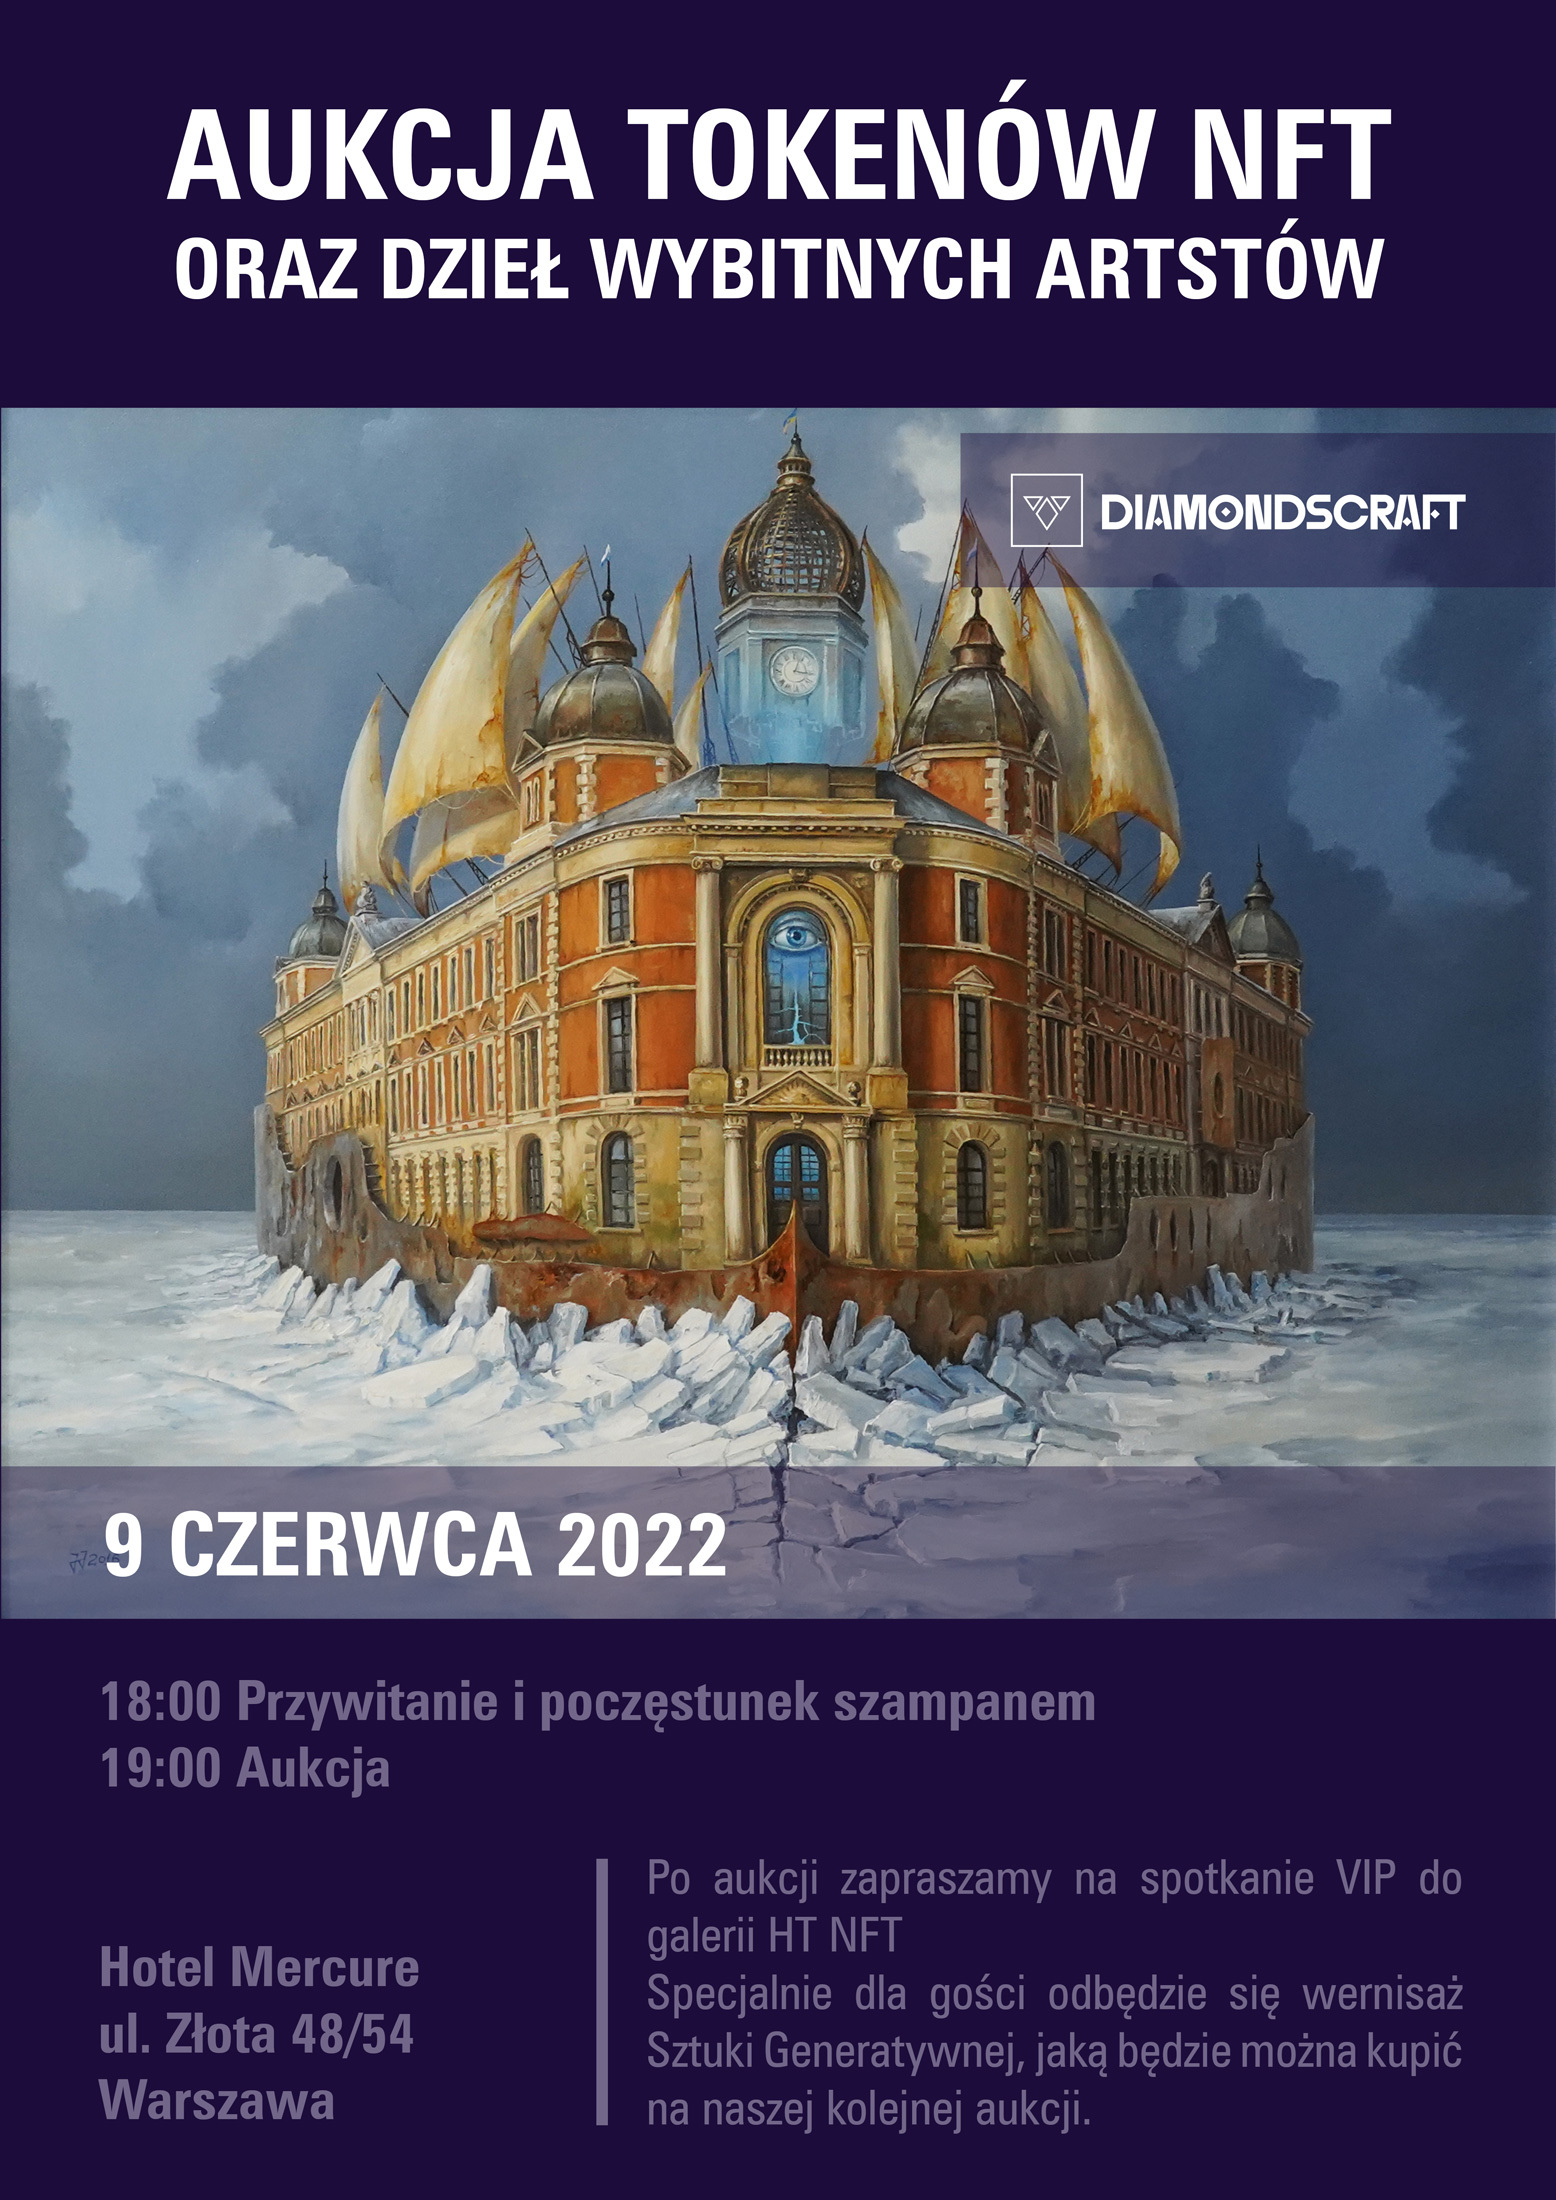 AUKCJA TOKENÓW NFT
ORAZ DZIEŁ WYBITNYCH ARTSTÓW
DIAMONDSCRAFT
9 CZERWCA 2022
18:00 Przywitanie i poczęstunek szampanem
19:00 Aukcja
Hotel Mercure
ul. Złota 48/54
Warszawa
Po aukcji zapraszamy na spotkanie VIP do
galerii HT NFT
Specjalnie dla gości odbędzie się wernisaż
Sztuki Generatywnej, jaką będzie można kupić
na naszej kolejnej aukcji.